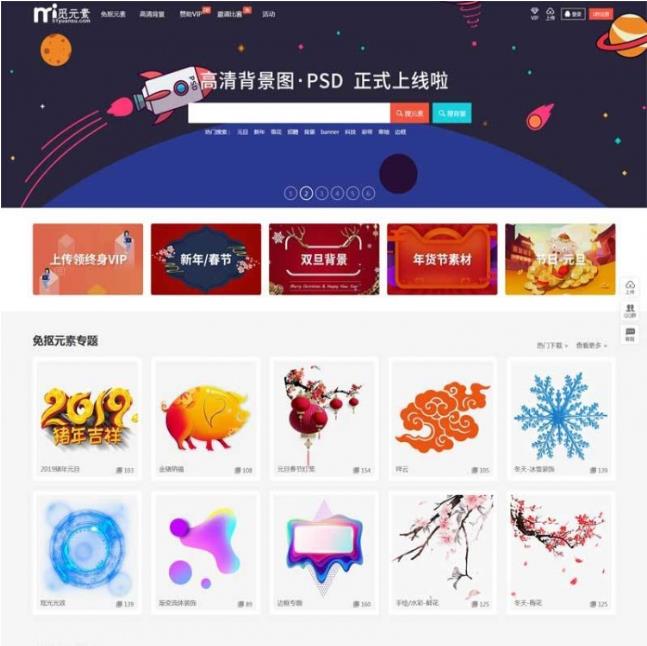 觅元素
51yuansu.com
免抠元素 高清背景 赞助VIP 邀请比赛 活动
VIP 上传 登录
PSD
高清背景图·PSD 正式上线啦
搜元素 搜背景
热门搜索： 元旦 新年 雪花 招聘 背景 banner 科技 彩带 草地 边框
1 2 3 4 5 6
上传领终身VIP 新年/春节 双旦背景 年货节素材 节日·元旦
Merry Christmas & Happy New Year
上传
QQ群
客服
免抠元素专题
热门下载 查看更多
2019
猪年吉祥
2019猪年元旦 103 金猪纳福 108 元旦春节灯笼 154 祥云 105 冬天-冰雪装饰 139
炫光光效 139 渐变流体装饰 89 边框专题 160 手绘/水彩-鲜花 125 冬天-梅花 125